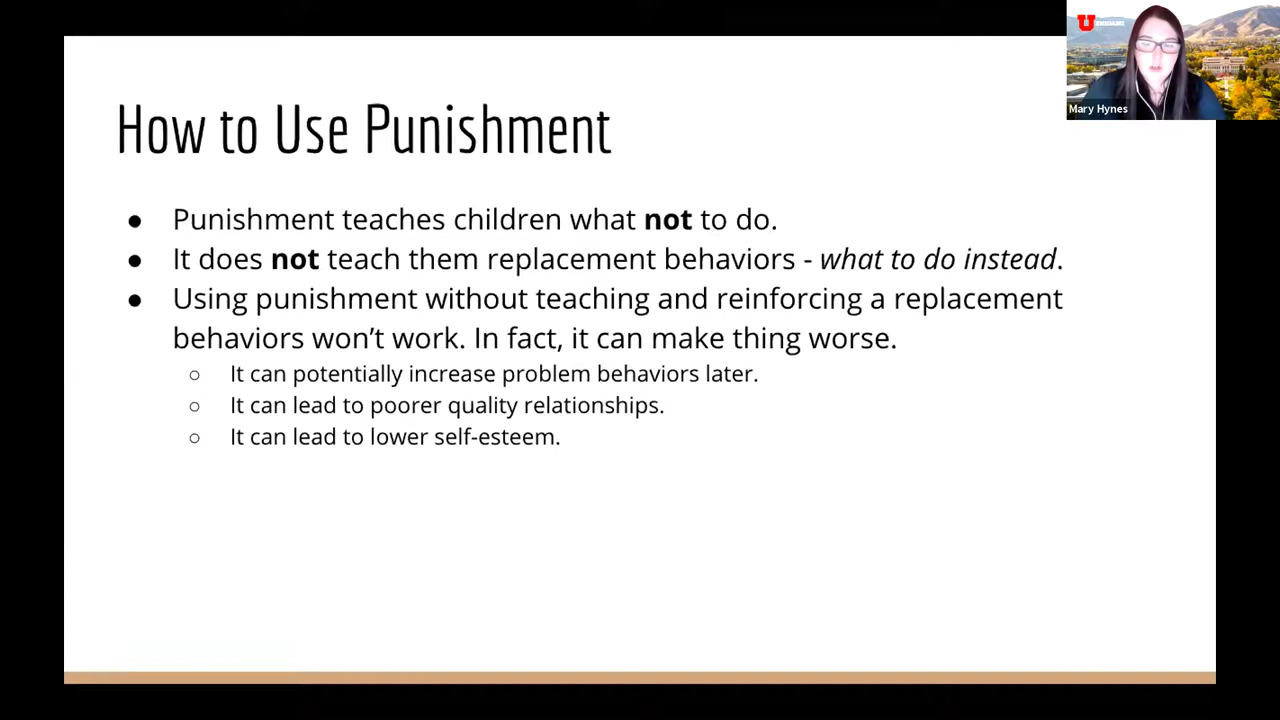 How to Use Punishment
● Punishment teaches children what not to do.
● It does not teach them replacement behaviors - what to do instead.
● Using punishment without teaching and reinforcing a replacement
behaviors won’t work. In fact, it can make thing worse.
○ It can potentially increase problem behaviors later.
○ It can lead to poorer quality relationships.
○ It can lead to lower self-esteem.
U
Mary Hynes